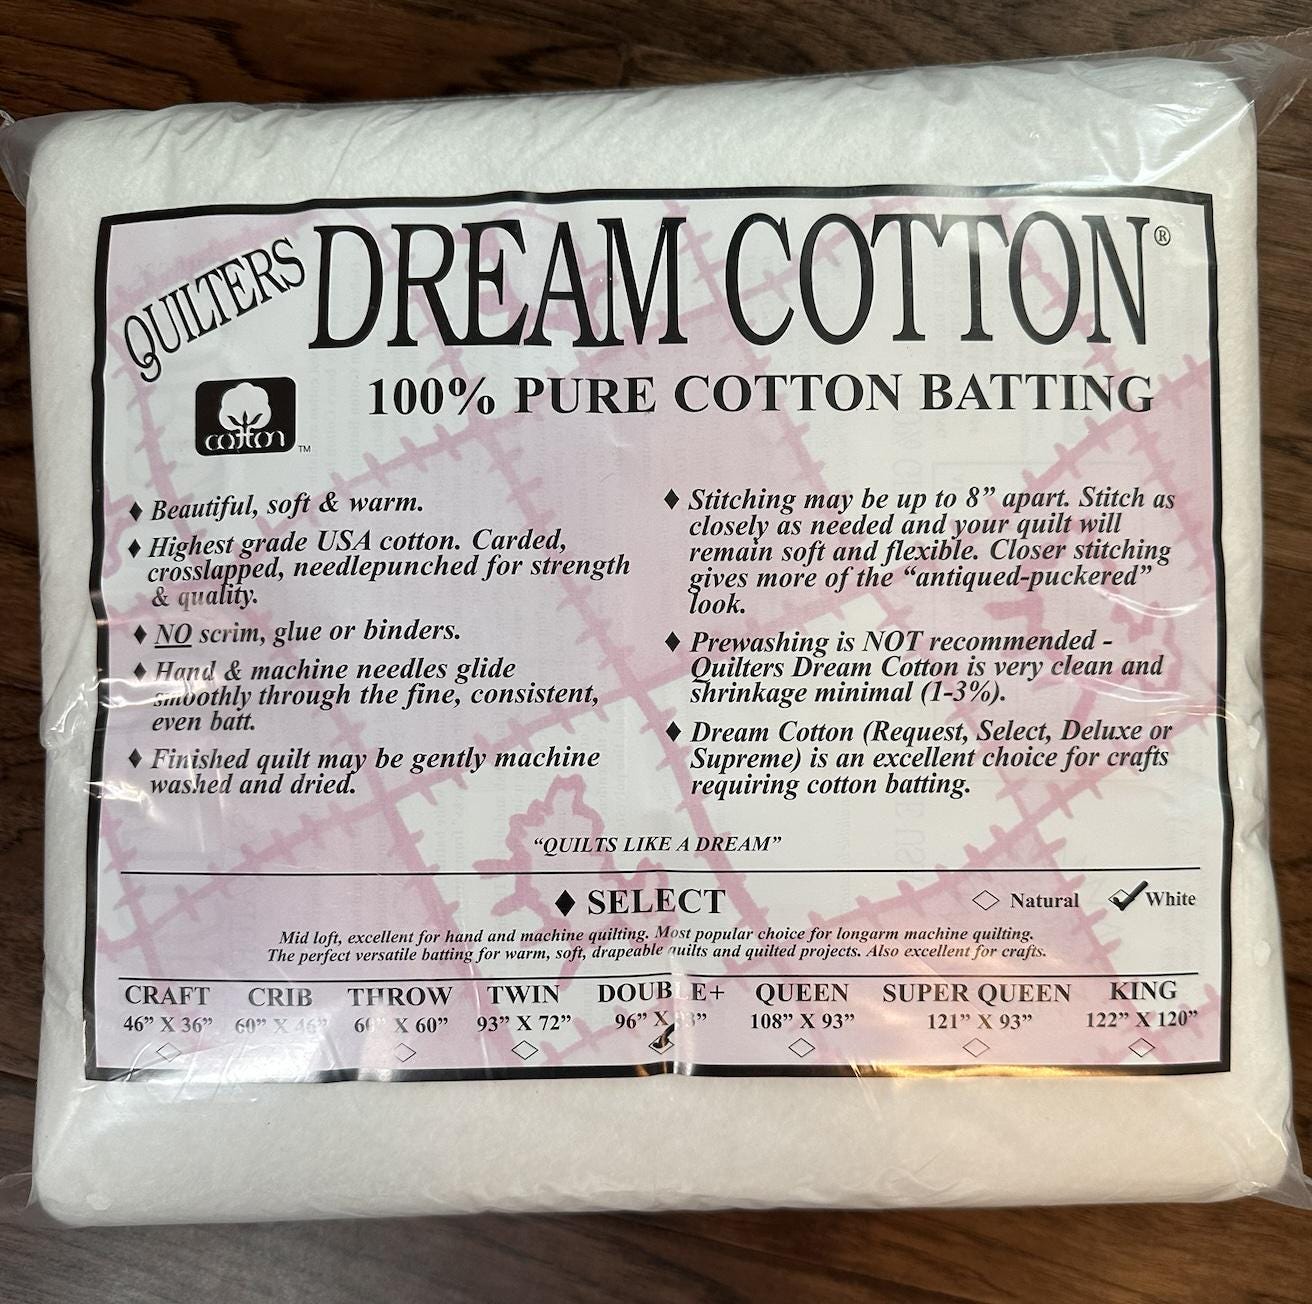 QUILTERS DREAM COTTON®
100% PURE COTTON BATTING
cotton ™
♦ Beautiful, soft & warm.
♦ Highest grade USA cotton. Carded,
crosslapped, needlepunched for strength
& quality.
♦ NO scrim, glue or binders.
♦ Hand & machine needles glide
smoothly through the fine, consistent,
even batt.
♦ Finished quilt may be gently machine
washed and dried.
♦ Stitching may be up to 8” apart. Stitch as
closely as needed and your quilt will
remain soft and flexible. Closer stitching
gives more of the “antiqued-puckered”
look.
♦ Prewashing is NOT recommended -
Quilters Dream Cotton is very clean and
shrinkage minimal (1-3%).
♦ Dream Cotton (Request, Select, Deluxe or
Supreme) is an excellent choice for crafts
requiring cotton batting.
“QUILTS LIKE A DREAM”
♦ SELECT ◇ Natural ✓ White
Mid loft, excellent for hand and machine quilting. Most popular choice for longarm machine quilting.
The perfect versatile batting for warm, soft, drapeable quilts and quilted projects. Also excellent for crafts.
CRAFT CRIB THROW TWIN DOUBLE+ QUEEN SUPER QUEEN KING
46” X 36” 60” X 46” 60” X 60” 93” X 72” 96” X 93” 108” X 93” 121” X 93” 122” X 120”